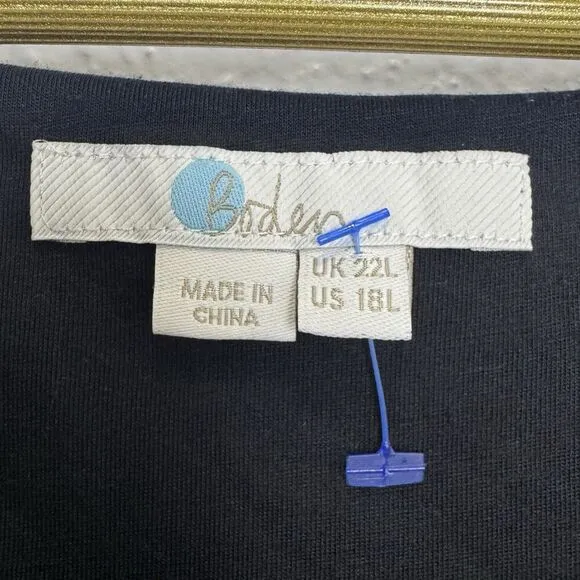 Boden
MADE IN
CHINA
UK 22L
US 18L